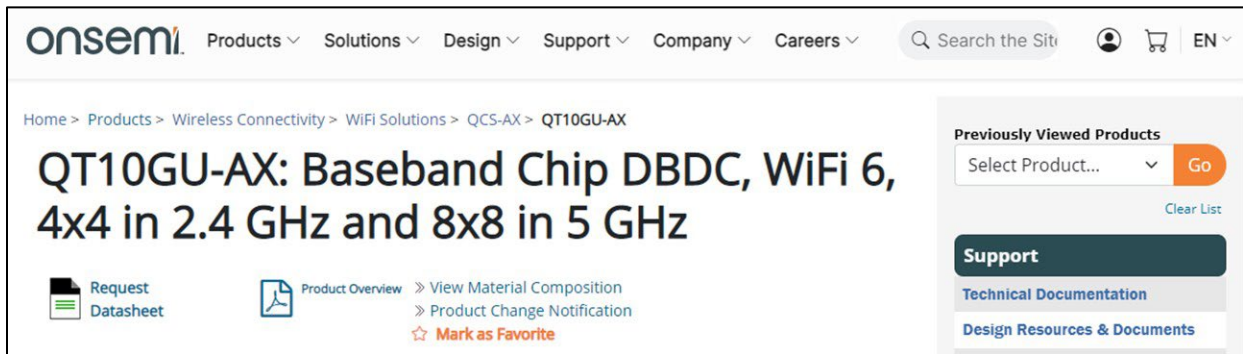 onsemi
Products Solutions Design Support Company Careers Search the Sit EN
Home > Products > Wireless Connectivity > WiFi Solutions > QCS-AX > QT10GU-AX
QT10GU-AX: Baseband Chip DBDC, WiFi 6,
4x4 in 2.4 GHz and 8x8 in 5 GHz
Request
Datasheet
Product Overview
» View Material Composition
» Product Change Notification
Mark as Favorite
Previously Viewed Products
Select Product... Go
Clear List
Support
Technical Documentation
Design Resources & Documents